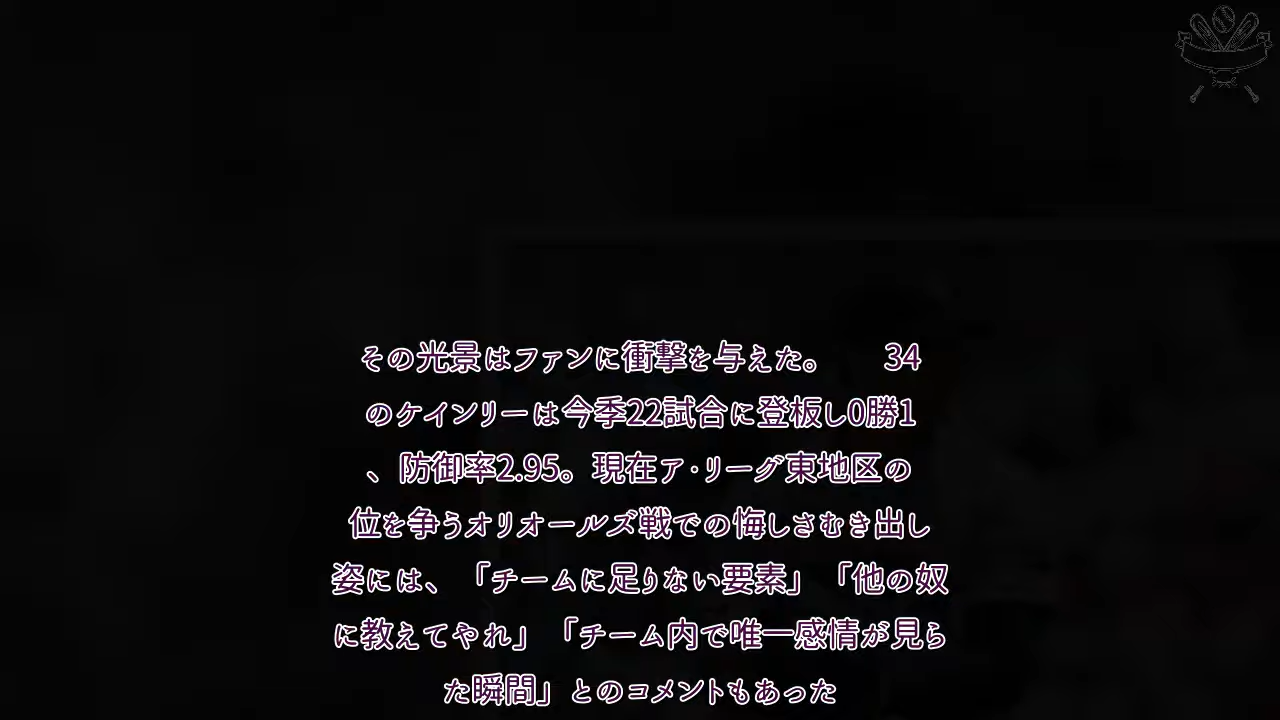 その光景はファンに衝撃を与えた。　　34
のケインリーは今季22試合に登板し0勝1
、防御率2.95。現在ア・リーグ東地区の
位を争うオリオールズ戦での悔しさむき出し
姿には、「チームに足りない要素」「他の奴
に教えてやれ」「チーム内で唯一感情が見ら
た瞬間」とのコメントもあった